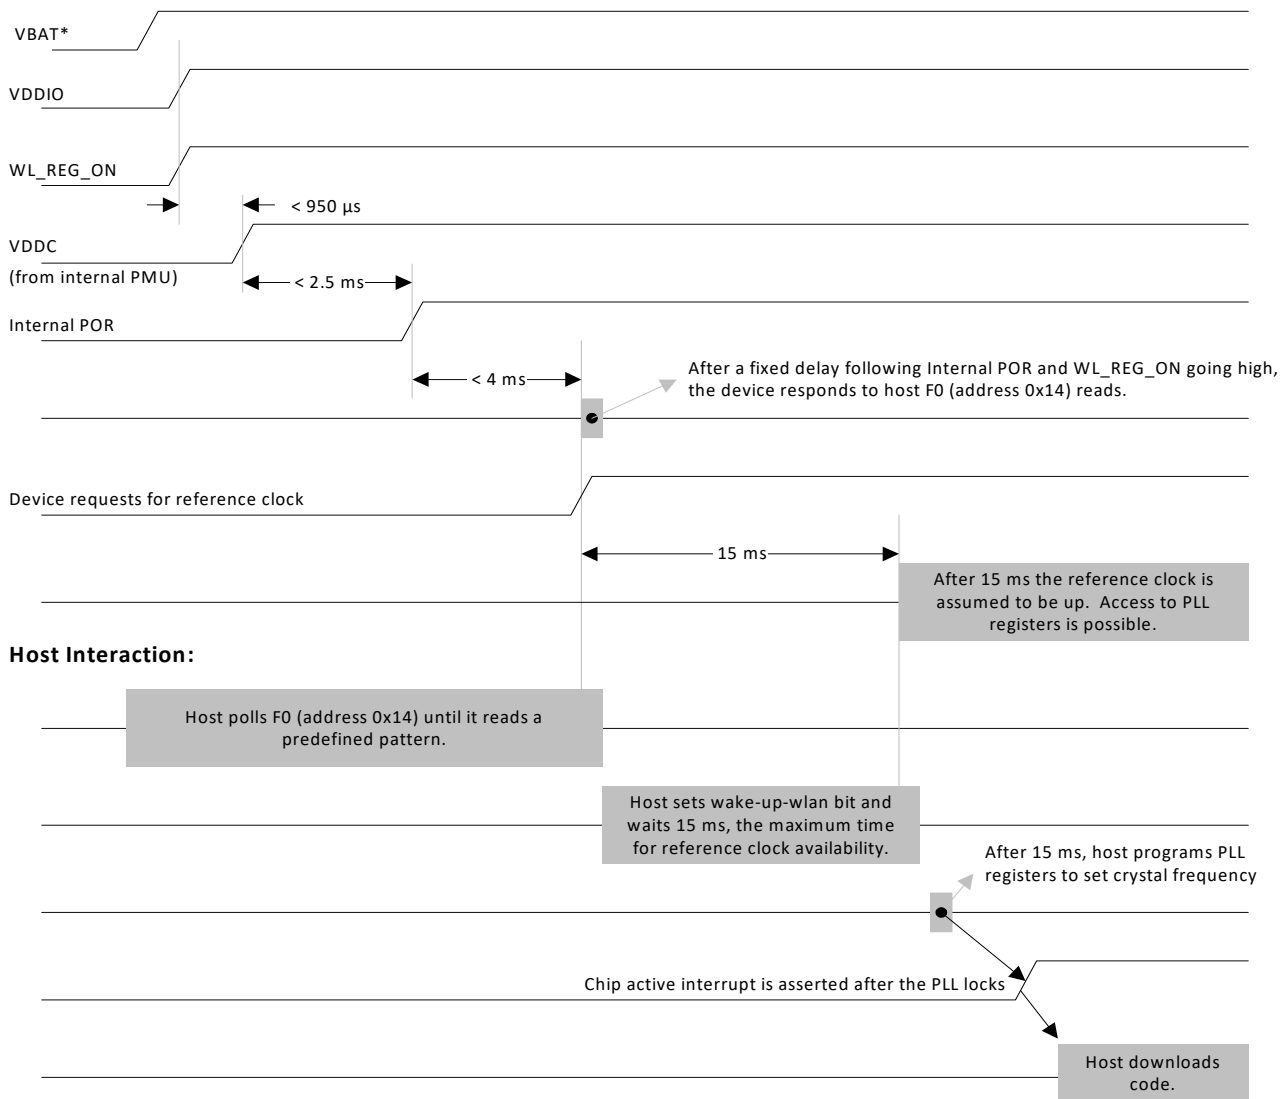 VBAT*
VDDIO
WL_REG_ON
< 950 µs
VDDC
(from internal PMU)
< 2.5 ms
Internal POR
After a fixed delay following Internal POR and WL_REG_ON going high,
the device responds to host F0 (address 0x14) reads.
< 4 ms
Device requests for reference clock
15 ms
After 15 ms the reference clock is
assumed to be up. Access to PLL
registers is possible.
Host Interaction:
Host polls F0 (address 0x14) until it reads a
predefined pattern.
Host sets wake-up-wlan bit and
waits 15 ms, the maximum time
for reference clock availability.
After 15 ms, host programs PLL
registers to set crystal frequency
Chip active interrupt is asserted after the PLL locks
Host downloads
code.